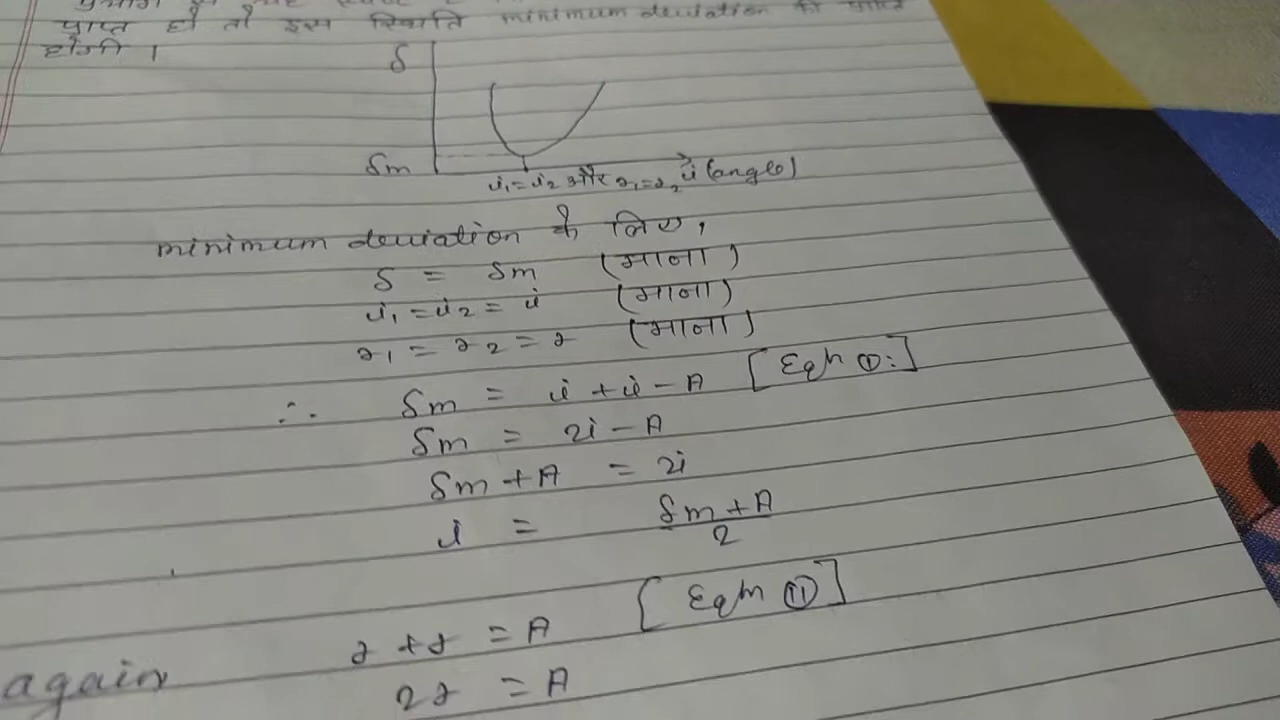 प्राप्त हो तो इस स्थिति minimum deviation की
होगी ।
δ
δm
i₁=i₂ और r₁=r₂ i (angle)
minimum deviation के लिए,
δ = δm (माना)
i₁ = i₂ = i (माना)
r₁ = r₂ = r (माना)
∴ δm = i + i - A [Eqn ①:]
δm = 2i - A
δm + A = 2i
i = δm + A / 2
r + r = A [Eqn ⑪]
again
2r = A